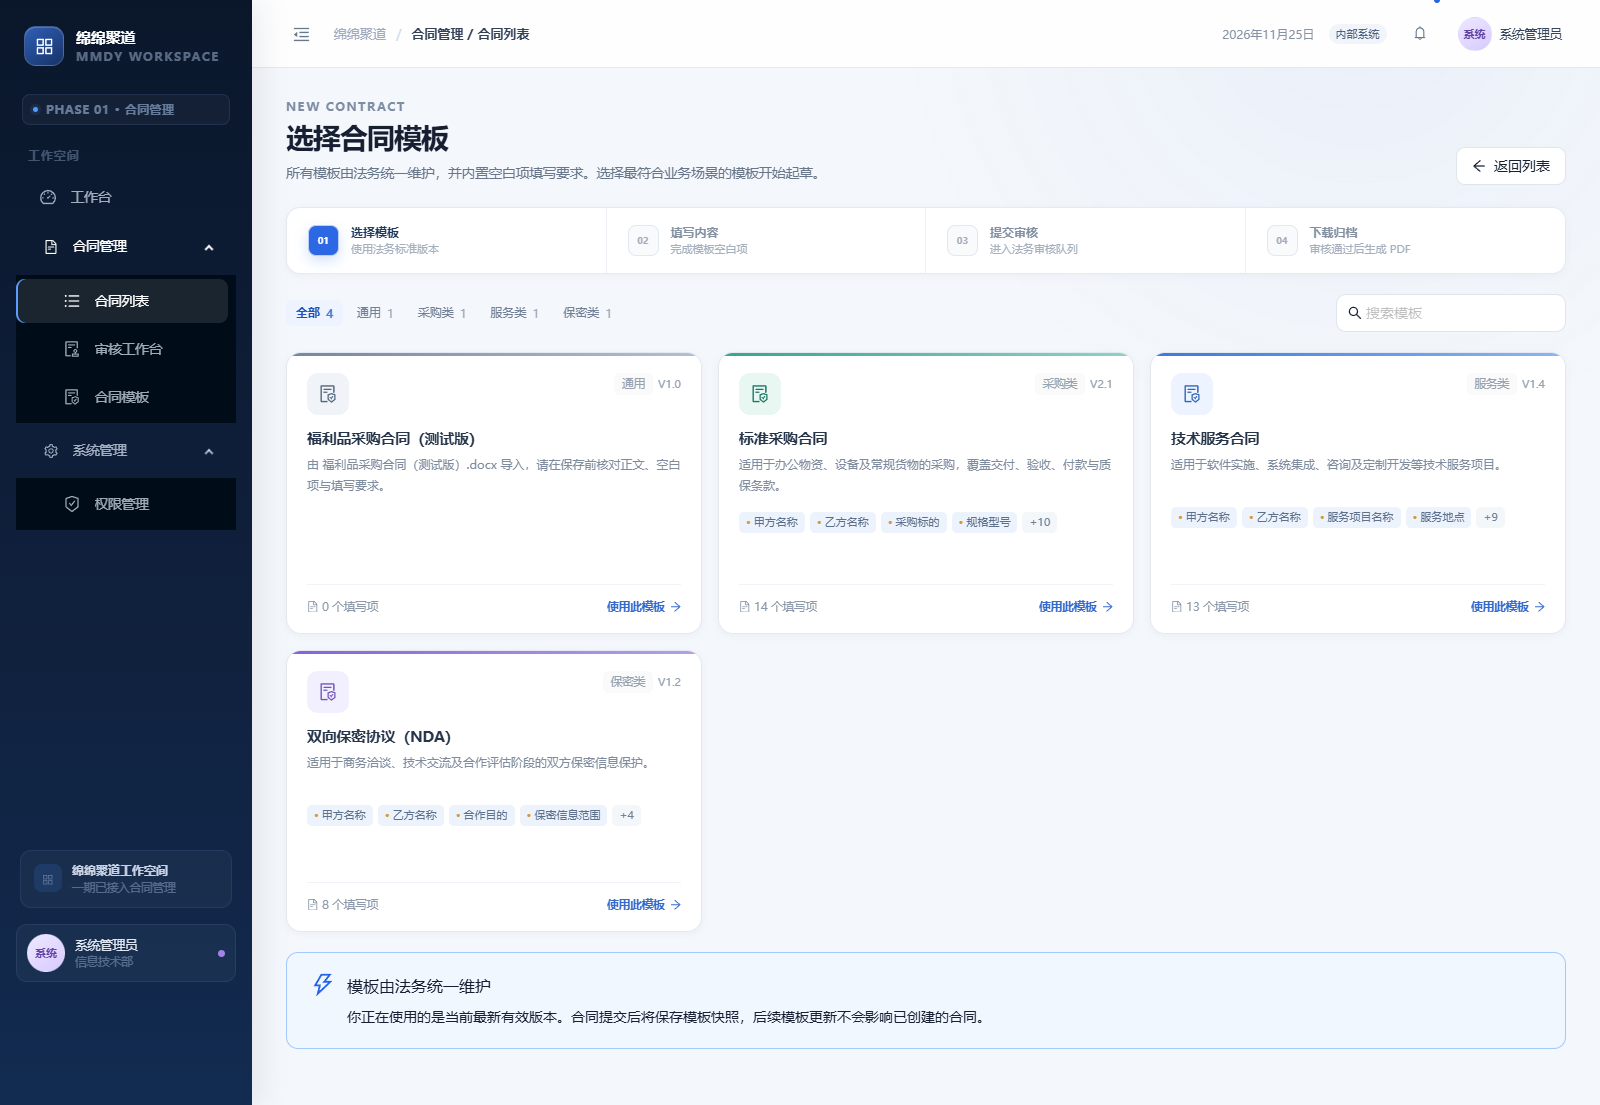 绵绵聚道
MMDY WORKSPACE
PHASE 01 • 合同管理
工作空间
工作台
合同管理
合同列表
审核工作台
合同模板
系统管理
权限管理
绵绵聚道工作空间
一期已接入合同管理
系统
系统管理员
信息技术部
绵绵聚道 / 合同管理 / 合同列表
2026年11月25日
内部系统
系统
系统管理员
NEW CONTRACT
选择合同模板
所有模板由法务统一维护，并内置空白项填写要求。选择最符合业务场景的模板开始起草。
返回列表
01
选择模板
使用法务标准版本
02
填写内容
完成模板空白项
03
提交审核
进入法务审核队列
04
下载归档
审核通过后生成 PDF
全部 4
通用 1
采购类 1
服务类 1
保密类 1
搜索模板
通用 V1.0
福利品采购合同（测试版）
由 福利品采购合同（测试版）.docx 导入，请在保存前核对正文、空白
项与填写要求。
0 个填写项
使用此模板
采购类 V2.1
标准采购合同
适用于办公物资、设备及常规货物的采购，覆盖交付、验收、付款与质
保条款。
甲方名称
乙方名称
采购标的
规格型号
+10
14 个填写项
使用此模板
服务类 V1.4
技术服务合同
适用于软件实施、系统集成、咨询及定制开发等技术服务项目。
甲方名称
乙方名称
服务项目名称
服务地点
+9
13 个填写项
使用此模板
保密类 V1.2
双向保密协议（NDA）
适用于商务洽谈、技术交流及合作评估阶段的双方保密信息保护。
甲方名称
乙方名称
合作目的
保密信息范围
+4
8 个填写项
使用此模板
模板由法务统一维护
你正在使用的是当前最新有效版本。合同提交后将保存模板快照，后续模板更新不会影响已创建的合同。